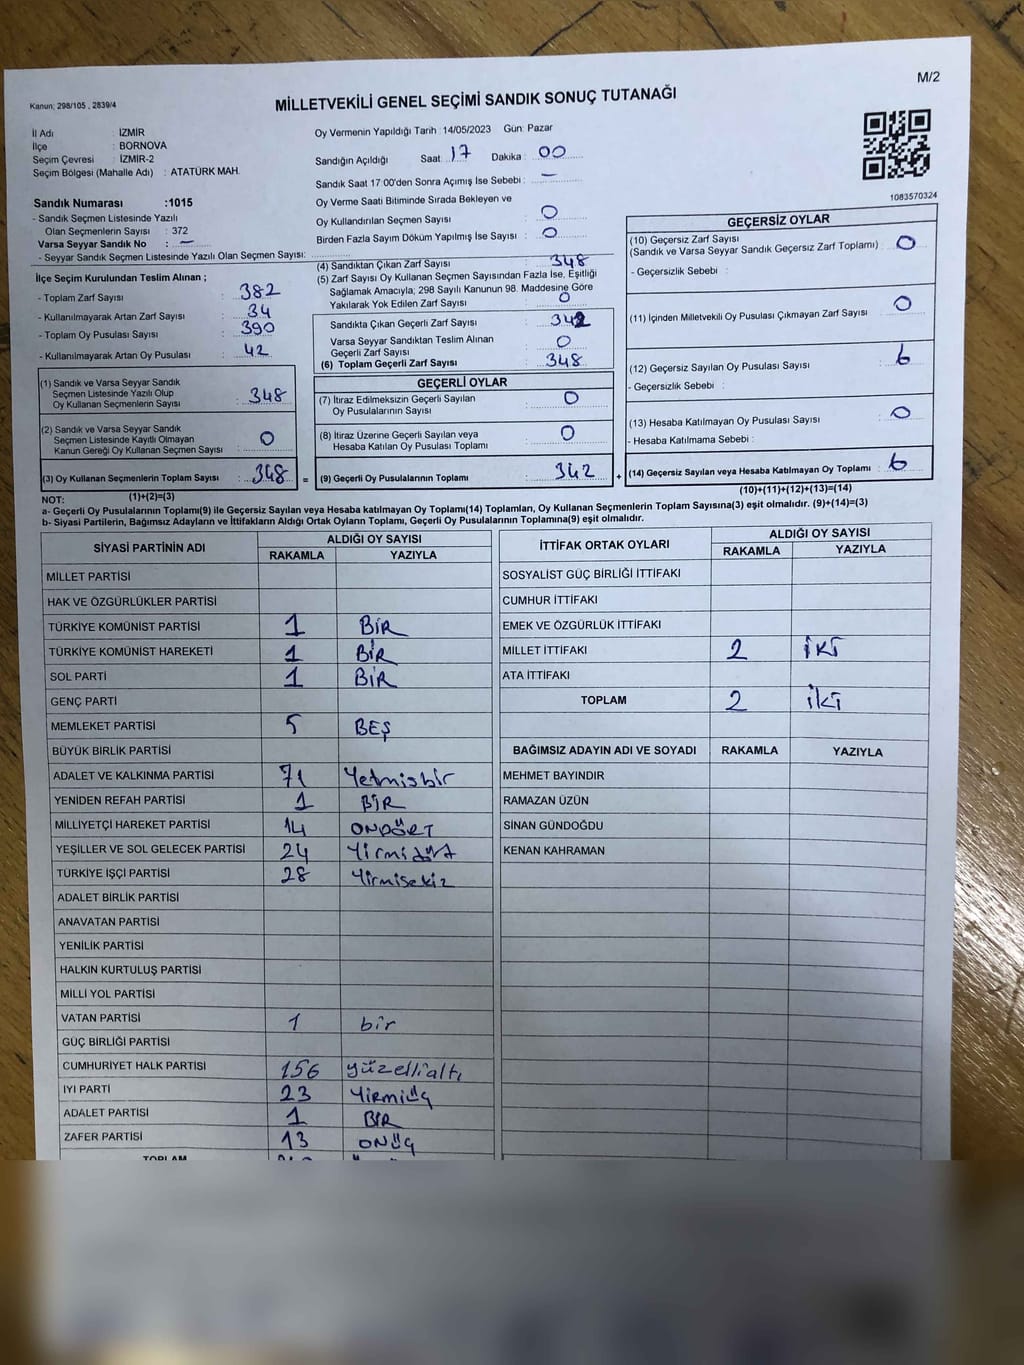 M/2
Kanun; 298/105 , 2839/4
MİLLETVEKİLİ GENEL SEÇİMİ SANDIK SONUÇ TUTANAĞI
İl Adı : İZMİR
İlçe : BORNOVA
Seçim Çevresi : İZMİR-2
Seçim Bölgesi (Mahalle Adı) : ATATÜRK MAH.
Sandık Numarası :1015
- Sandık Seçmen Listesinde Yazılı
Olan Seçmenlerin Sayısı : 372
Varsa Seyyar Sandık No : —
- Seyyar Sandık Seçmen Listesinde Yazılı Olan Seçmen Sayısı:
Oy Vermenin Yapıldığı Tarih :14/05/2023 Gün: Pazar
Sandığın Açıldığı Saat 17 Dakika : 00
Sandık Saat 17 00'den Sonra Açımış İse Sebebi : —
Oy Verme Saati Bitiminde Sırada Bekleyen ve
Oy Kullandırılan Seçmen Sayısı : 0
Birden Fazla Sayım Döküm Yapılmış İse Sayısı : 0
1083570324
İlçe Seçim Kurulundan Teslim Alınan ;
- Toplam Zarf Sayısı : 382
- Kullanılmayarak Artan Zarf Sayısı : 34
- Toplam Oy Pusulası Sayısı : 390
- Kullanılmayarak Artan Oy Pusulası : 42
(1) Sandık ve Varsa Seyyar Sandık
Seçmen Listesinde Yazılı Olup
Oy Kullanan Seçmenlerin Sayısı : 348
(2) Sandık ve Varsa Seyyar Sandık
Seçmen Listesinde Kayıtlı Olmayan
Kanun Gereği Oy Kullanan Seçmen Sayısı : 0
(3) Oy Kullanan Seçmenlerin Toplam Sayısı : 348 =
(4) Sandıktan Çıkan Zarf Sayısı : 348
(5) Zarf Sayısı Oy Kullanan Seçmen Sayısından Fazla İse, Eşitliği
Sağlamak Amacıyla; 298 Sayılı Kanunun 98. Maddesine Göre
Yakılarak Yok Edilen Zarf Sayısı : 0
Sandıkta Çıkan Geçerli Zarf Sayısı : 342
Varsa Seyyar Sandıktan Teslim Alınan
Geçerli Zarf Sayısı : 0
(6) Toplam Geçerli Zarf Sayısı : 348
GEÇERLİ OYLAR
(7) İtiraz Edilmeksizin Geçerli Sayılan
Oy Pusulalarının Sayısı : 0
(8) İtiraz Üzerine Geçerli Sayılan veya
Hesaba Katılan Oy Pusulası Toplamı : 0
(9) Geçerli Oy Pusulalarının Toplamı : 342 +
GEÇERSİZ OYLAR
(10) Geçersiz Zarf Sayısı
(Sandık ve Varsa Seyyar Sandık Geçersiz Zarf Toplamı) : 0
- Geçersizlik Sebebi :
(11) İçinden Milletvekili Oy Pusulası Çıkmayan Zarf Sayısı : 0
(12) Geçersiz Sayılan Oy Pusulası Sayısı : 6
- Geçersizlik Sebebi :
(13) Hesaba Katılmayan Oy Pusulası Sayısı : 0
- Hesaba Katılmama Sebebi :
(14) Geçersiz Sayılan veya Hesaba Katılmayan Oy Toplamı : 6
NOT: (1)+(2)=(3) (10)+(11)+(12)+(13)=(14)
a- Geçerli Oy Pusulalarının Toplamı(9) ile Geçersiz Sayılan veya Hesaba katılmayan Oy Toplamı(14) Toplamları, Oy Kullanan Seçmenlerin Toplam Sayısına(3) eşit olmalıdır. (9)+(14)=(3)
b- Siyasi Partilerin, Bağımsız Adayların ve İttifakların Aldığı Ortak Oyların Toplamı, Geçerli Oy Pusulalarının Toplamına(9) eşit olmalıdır.
SİYASİ PARTİNİN ADI ALDIĞI OY SAYISI
RAKAMLA YAZIYLA
MİLLET PARTİSİ
HAK VE ÖZGÜRLÜKLER PARTİSİ
TÜRKİYE KOMÜNİST PARTİSİ 1 BİR
TÜRKİYE KOMÜNİST HAREKETİ 1 BİR
SOL PARTİ 1 BİR
GENÇ PARTİ
MEMLEKET PARTİSİ 5 BEŞ
BÜYÜK BİRLİK PARTİSİ
ADALET VE KALKINMA PARTİSİ 71 Yetmişbir
YENİDEN REFAH PARTİSİ 1 BİR
MİLLİYETÇİ HAREKET PARTİSİ 14 ONDÖRT
YEŞİLLER VE SOL GELECEK PARTİSİ 24 Yirmidört
TÜRKİYE İŞÇİ PARTİSİ 28 Yirmisekiz
ADALET BİRLİK PARTİSİ
ANAVATAN PARTİSİ
YENİLİK PARTİSİ
HALKIN KURTULUŞ PARTİSİ
MİLLİ YOL PARTİSİ
VATAN PARTİSİ 1 bir
GÜÇ BİRLİĞİ PARTİSİ
CUMHURİYET HALK PARTİSİ 156 yüzellialtı
İYİ PARTİ 23 Yirmiüç
ADALET PARTİSİ 1 BİR
ZAFER PARTİSİ 13 ONÜÇ
TOPLAM
İTTİFAK ORTAK OYLARI ALDIĞI OY SAYISI
RAKAMLA YAZIYLA
SOSYALİST GÜÇ BİRLİĞİ İTTİFAKI
CUMHUR İTTİFAKI
EMEK VE ÖZGÜRLÜK İTTİFAKI
MİLLET İTTİFAKI 2 İKİ
ATA İTTİFAKI
TOPLAM 2 İKİ
BAĞIMSIZ ADAYIN ADI VE SOYADI RAKAMLA YAZIYLA
MEHMET BAYINDIR
RAMAZAN ÜZÜN
SİNAN GÜNDOĞDU
KENAN KAHRAMAN